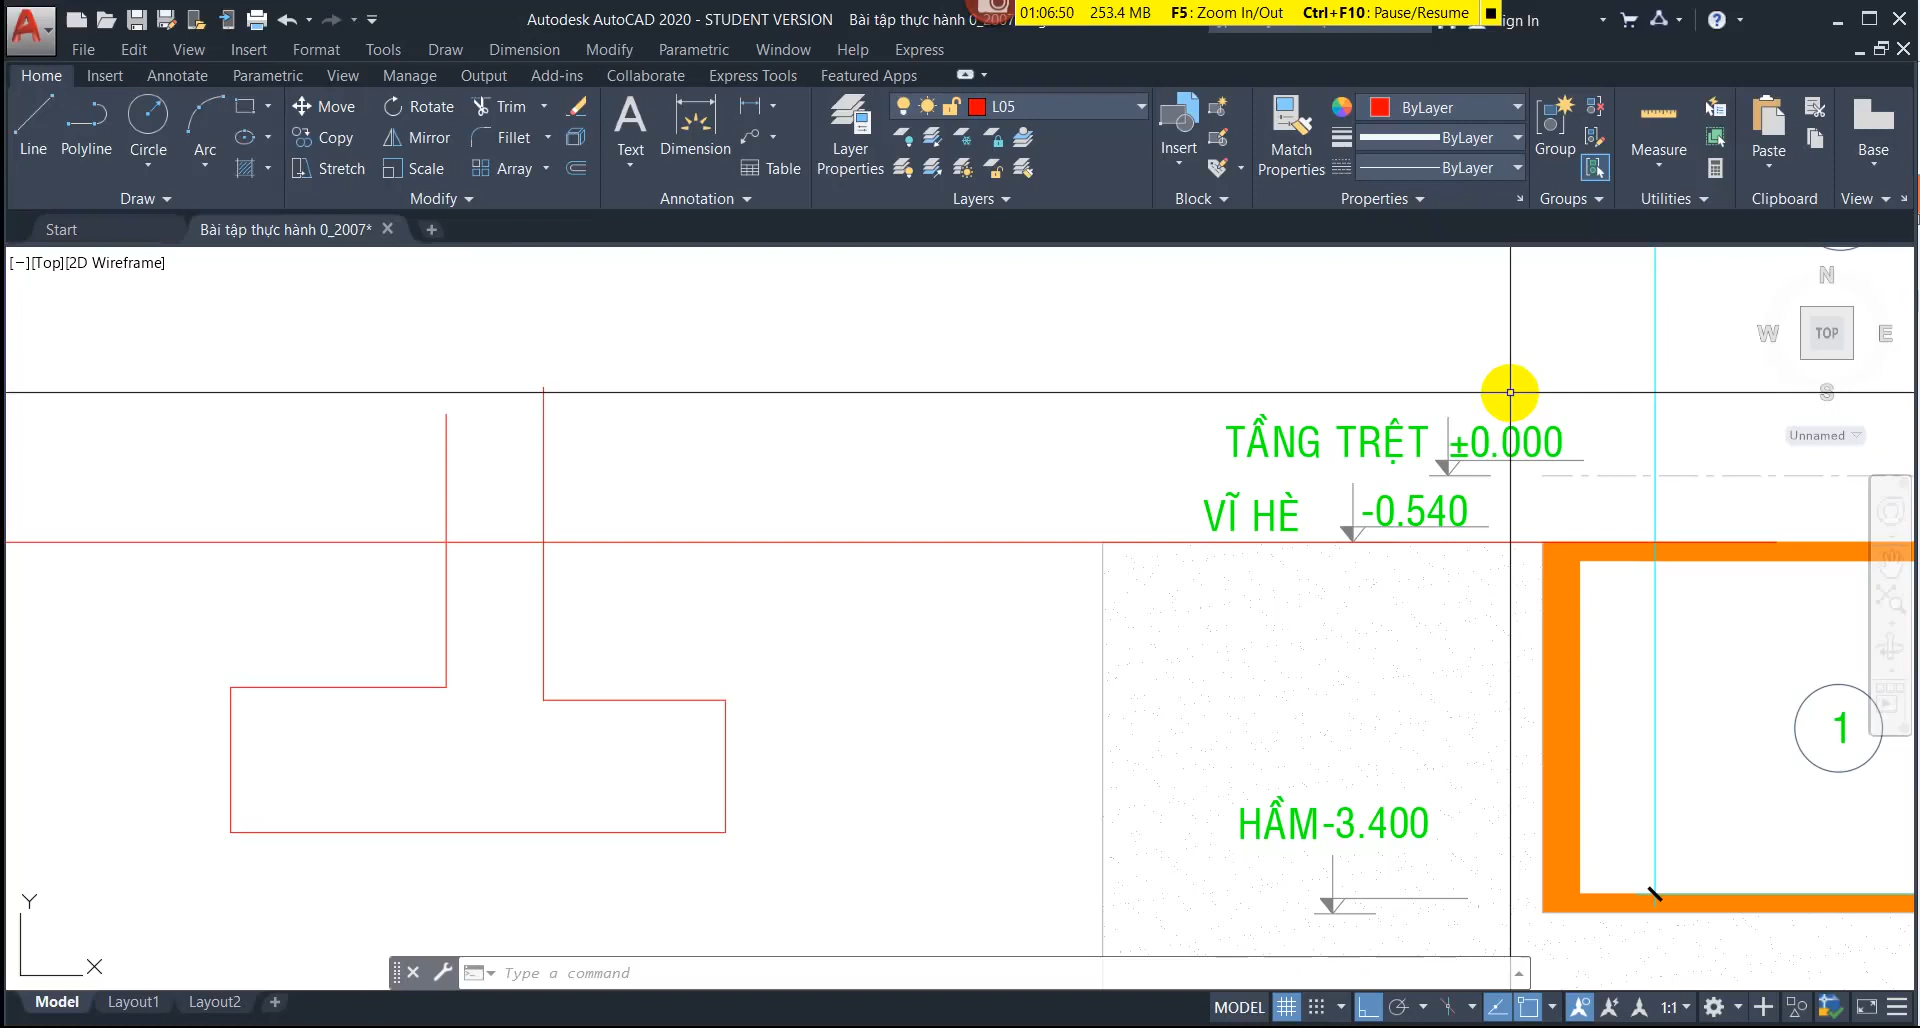 Autodesk AutoCAD 2020 - STUDENT VERSION Bài tập thực hành 0_2007
01:06:50 253.4 MB F5: Zoom In/Out Ctrl+F10: Pause/Resume
File Edit View Insert Format Tools Draw Dimension Modify Parametric Window Help Express
Home Insert Annotate Parametric View Manage Output Add-ins Collaborate Express Tools Featured Apps
Line Polyline Circle Arc
Draw
Move Rotate Trim
Copy Mirror Fillet
Stretch Scale Array
Modify
Text Dimension Table
Annotation
Layer Properties
L05
Layers
Insert
Block
Match Properties
ByLayer
ByLayer
ByLayer
Properties
Group
Groups
Measure
Utilities
Paste
Clipboard
Base
View
Start Bài tập thực hành 0_2007*
[−][Top][2D Wireframe]
N
W TOP E
S
Unnamed
TẦNG TRỆT ±0.000
VĨ HÈ -0.540
1
HẦM-3.400
Y
X
Type a command
Model Layout1 Layout2
MODEL 1:1